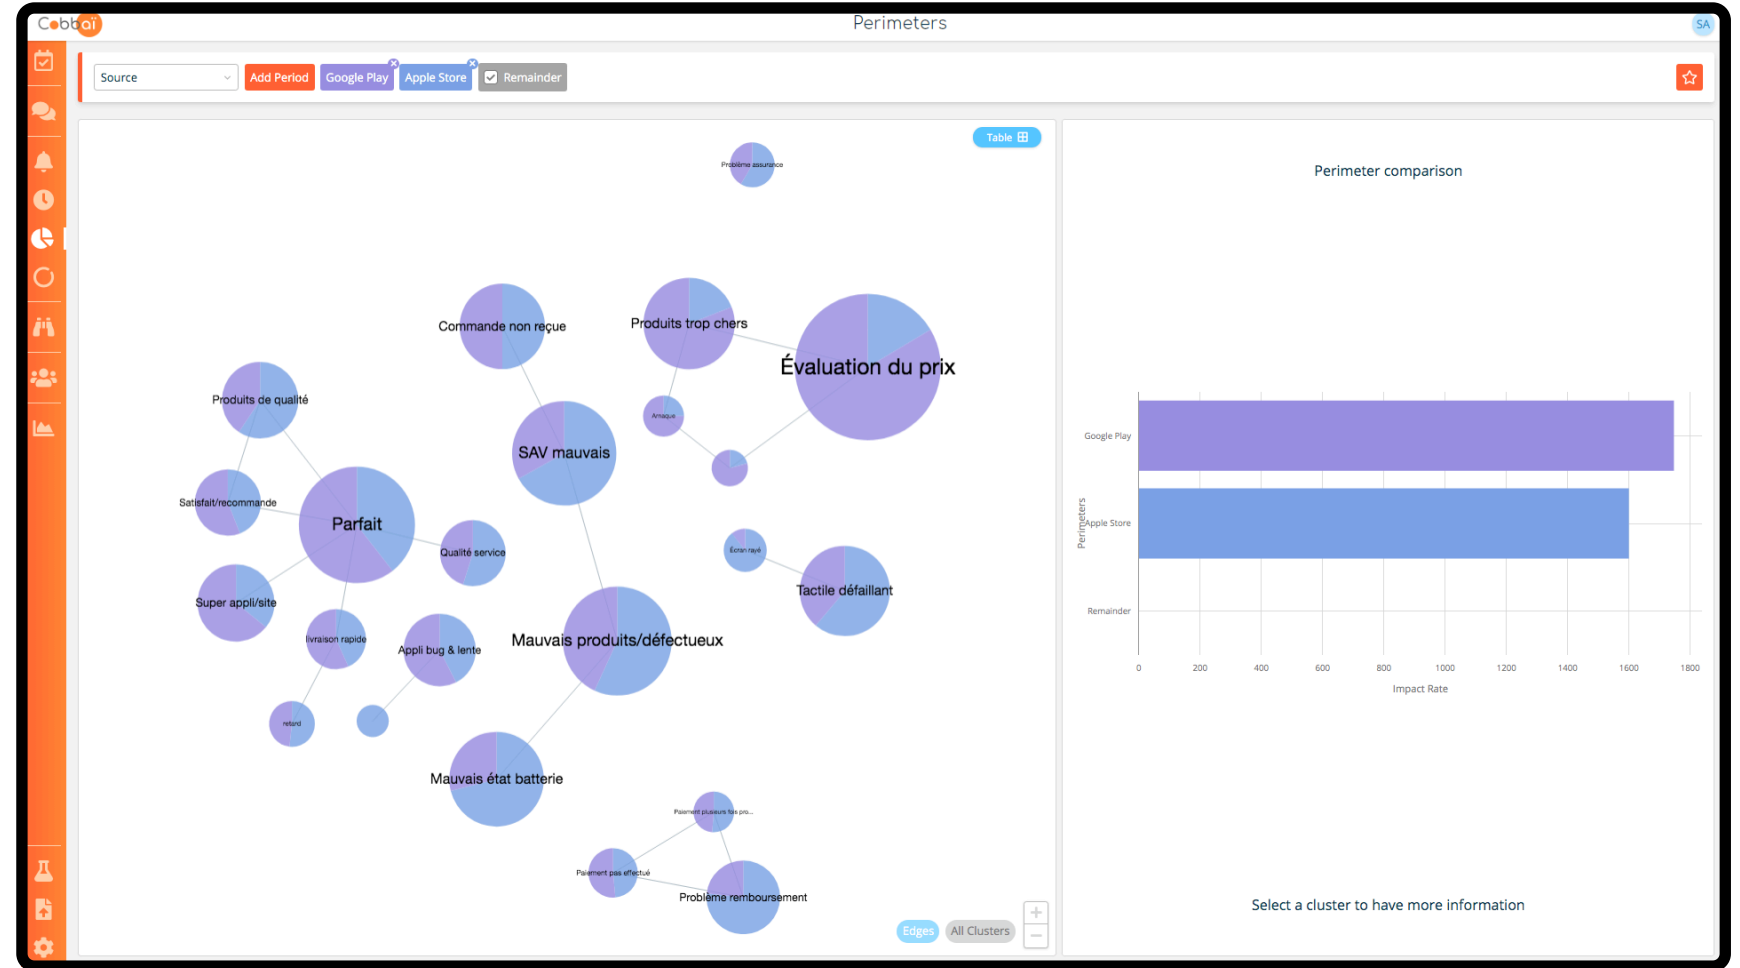 Cobbaï
Perimeters
SA
Source
Add Period
Google Play
Apple Store
Remainder
Table
Problème assurance
Commande non reçue
Produits trop chers
Évaluation du prix
Produits de qualité
Arnaque
SAV mauvais
Satisfait/recommande
Parfait
Qualité service
Écran rayé
Tactile défaillant
Super appli/site
livraison rapide
Appli bug & lente
Mauvais produits/défectueux
retard
Mauvais état batterie
Paiement plusieurs fois pro...
Paiement pas effectué
Problème remboursement
Edges
All Clusters
+
−
Perimeter comparison
Perimeters
Google Play
Apple Store
Remainder
0 200 400 600 800 1000 1200 1400 1600 1800
Impact Rate
Select a cluster to have more information